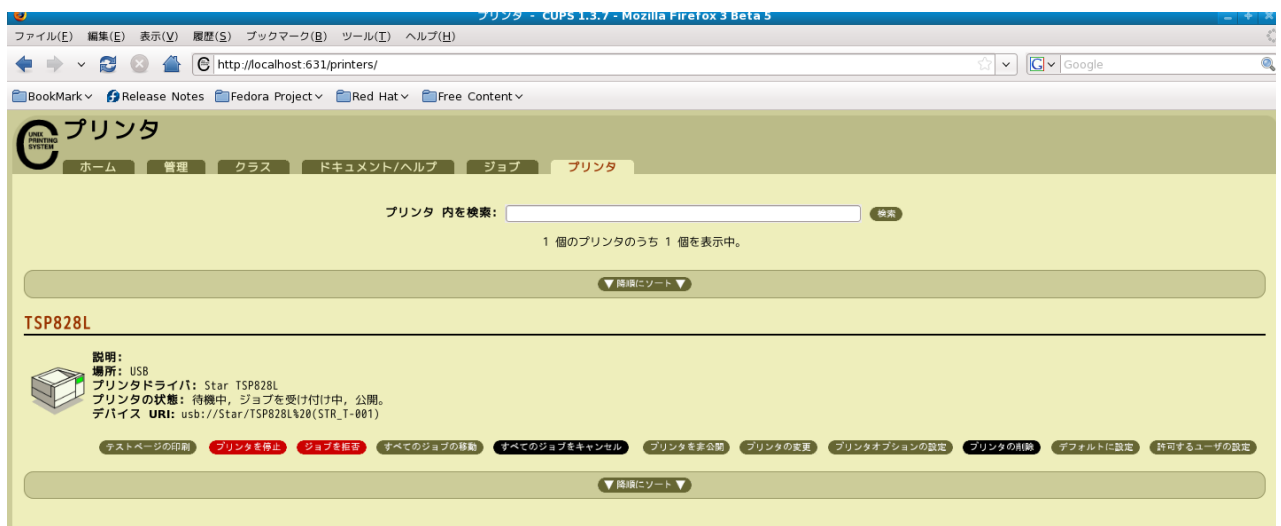 プリンタ - CUPS 1.3.7 - Mozilla Firefox 3 Beta 5
ファイル(F) 編集(E) 表示(V) 履歴(S) ブックマーク(B) ツール(T) ヘルプ(H)
http://localhost:631/printers/
G Google
BookMark Release Notes Fedora Project Red Hat Free Content
UNIX PRINTING SYSTEM
プリンタ
ホーム 管理 クラス ドキュメント/ヘルプ ジョブ プリンタ
プリンタ 内を検索: 検索
1 個のプリンタのうち 1 個を表示中。
▼ 降順にソート ▼
TSP828L
説明:
場所: USB
プリンタドライバ: Star TSP828L
プリンタの状態: 待機中, ジョブを受け付け中, 公開。
デバイス URI: usb://Star/TSP828L%20(STR_T-001)
テストページの印刷 プリンタを停止 ジョブを拒否 すべてのジョブの移動 すべてのジョブをキャンセル プリンタを非公開 プリンタの変更 プリンタオプションの設定 プリンタの削除 デフォルトに設定 許可するユーザの設定
▼ 降順にソート ▼